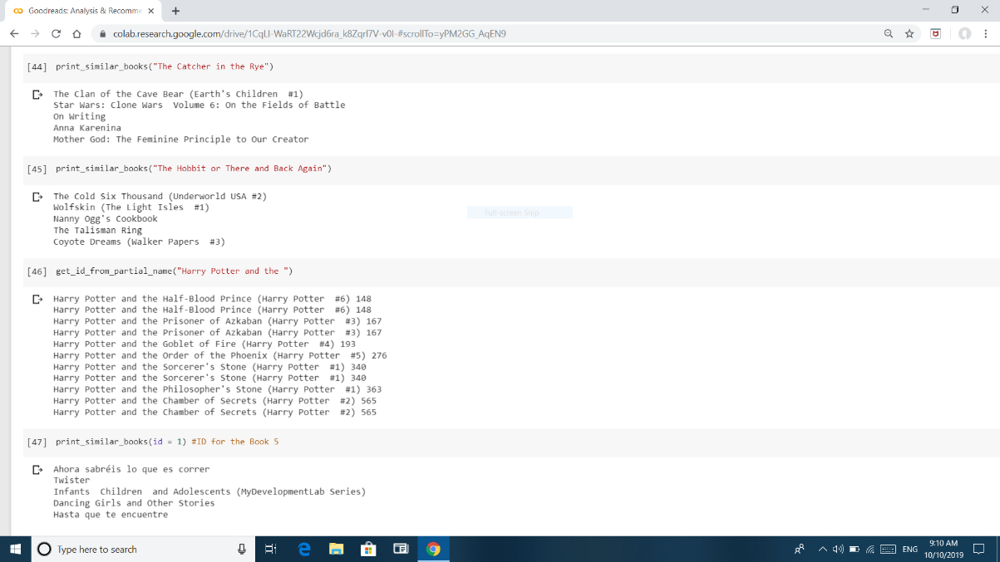 Goodreads: Analysis & Recomme
colab.research.google.com/drive/1CqLJ-WaRT22Wcjd6ra_k8Zqrl7V-v0I-#scrollTo=yPM2GG_AqEN9
[44] print_similar_books("The Catcher in the Rye")
The Clan of the Cave Bear (Earth's Children #1)
Star Wars: Clone Wars Volume 6: On the Fields of Battle
On Writing
Anna Karenina
Mother God: The Feminine Principle to Our Creator
[45] print_similar_books("The Hobbit or There and Back Again")
The Cold Six Thousand (Underworld USA #2)
Wolfskin (The Light Isles #1)
Nanny Ogg's Cookbook
The Talisman Ring
Coyote Dreams (Walker Papers #3)
Full-screen Snip
[46] get_id_from_partial_name("Harry Potter and the ")
Harry Potter and the Half-Blood Prince (Harry Potter #6) 148
Harry Potter and the Half-Blood Prince (Harry Potter #6) 148
Harry Potter and the Prisoner of Azkaban (Harry Potter #3) 167
Harry Potter and the Prisoner of Azkaban (Harry Potter #3) 167
Harry Potter and the Goblet of Fire (Harry Potter #4) 193
Harry Potter and the Order of the Phoenix (Harry Potter #5) 276
Harry Potter and the Sorcerer's Stone (Harry Potter #1) 340
Harry Potter and the Sorcerer's Stone (Harry Potter #1) 340
Harry Potter and the Philosopher's Stone (Harry Potter #1) 363
Harry Potter and the Chamber of Secrets (Harry Potter #2) 565
Harry Potter and the Chamber of Secrets (Harry Potter #2) 565
[47] print_similar_books(id = 1) #ID for the Book 5
Ahora sabréis lo que es correr
Twister
Infants Children and Adolescents (MyDevelopmentLab Series)
Dancing Girls and Other Stories
Hasta que te encuentre
Type here to search
ENG
9:10 AM
10/10/2019